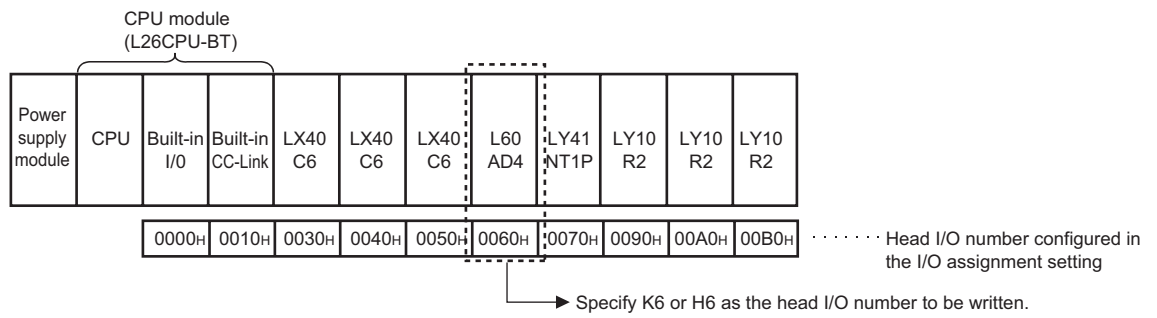 CPU module
(L26CPU-BT)
Power
supply
module
CPU
Built-in
I/0
Built-in
CC-Link
LX40
C6
LX40
C6
LX40
C6
L60
AD4
LY41
NT1P
LY10
R2
LY10
R2
LY10
R2
0000H 0010H 0030H 0040H 0050H 0060H 0070H 0090H 00A0H 00B0H
Head I/O number configured in
the I/O assignment setting
Specify K6 or H6 as the head I/O number to be written.